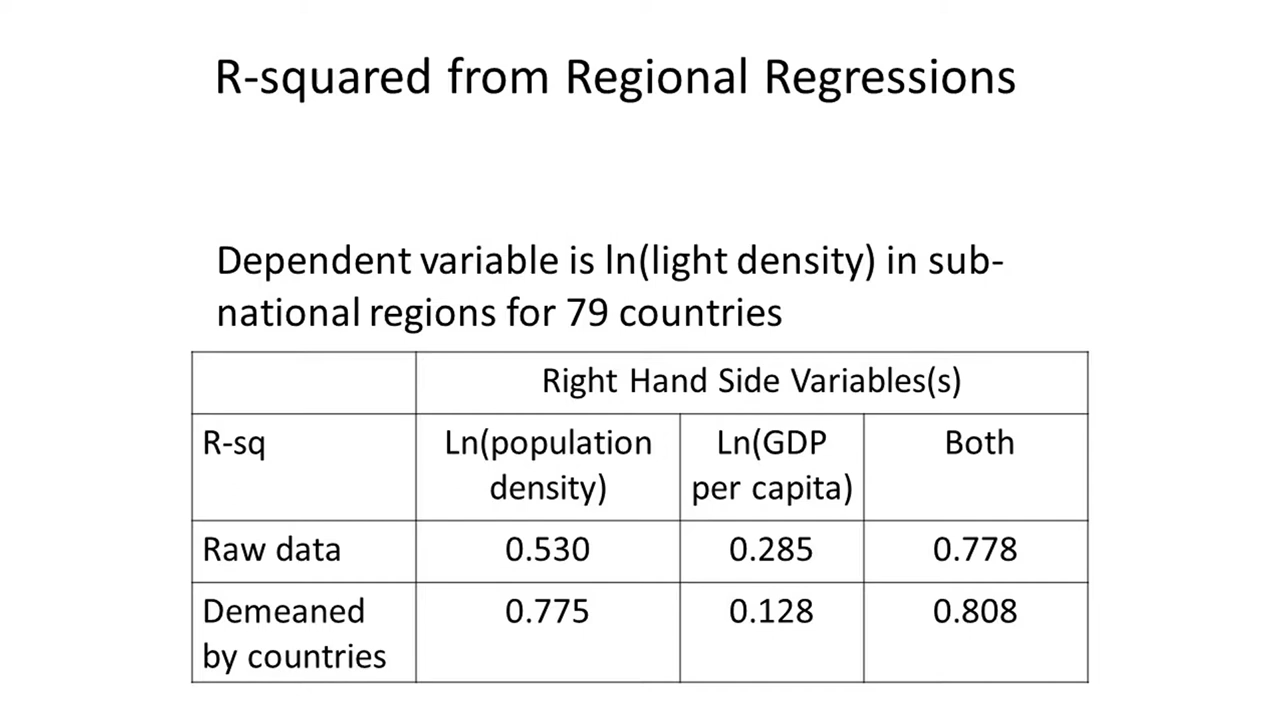 R-squared from Regional Regressions
Dependent variable is ln(light density) in sub-
national regions for 79 countries
Right Hand Side Variables(s)
R-sq Ln(population density) Ln(GDP per capita) Both
Raw data 0.530 0.285 0.778
Demeaned by countries 0.775 0.128 0.808